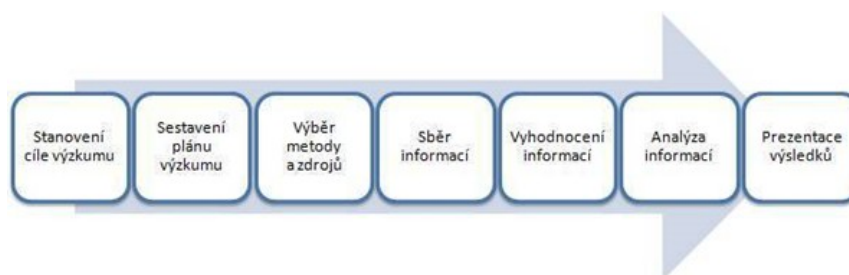 Stanovení
cíle výzkumu
Sestavení
plánu
výzkumu
Výběr
metody
a zdrojů
Sběr
informací
Vyhodnocení
informací
Analýza
informací
Prezentace
výsledků